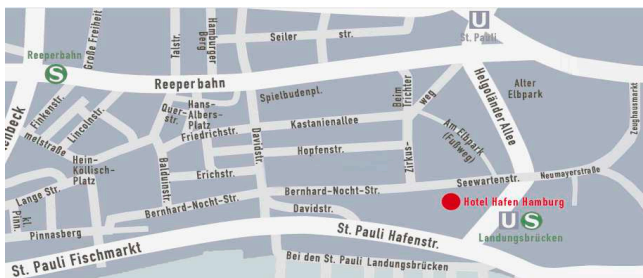 U
St. Pauli
Reeperbahn
S
Große Freiheit
Talstr.
Hamburger
Berg
Seiler
str.
Reeperbahn
Spielbudenpl.
Beim
Trichter
Zirkus-
weg
Helgoländer Allee
Alter
Elbpark
Zeughausmarkt
Finkenstr.
Lincolnstr.
melstraße
Quer-
str.
Hans-
Albers-
Platz
Friedrichstr.
Davidstr.
Kastanienallee
Hopfenstr.
Am Elbpark
(Fußweg)
Hein-
Köllisch-
Platz
Balduinstr.
Erichstr.
Bernhard-Nocht-Str.
Seewartenstr.
Neumayerstraße
Lange Str.
kl.
Pinn.
Pinnasberg
Bernhard-Nocht-Str.
Davidstr.
Hotel Hafen Hamburg
U
S
Landungsbrücken
St. Pauli Fischmarkt
St. Pauli Hafenstr.
Bei den St. Pauli Landungsbrücken